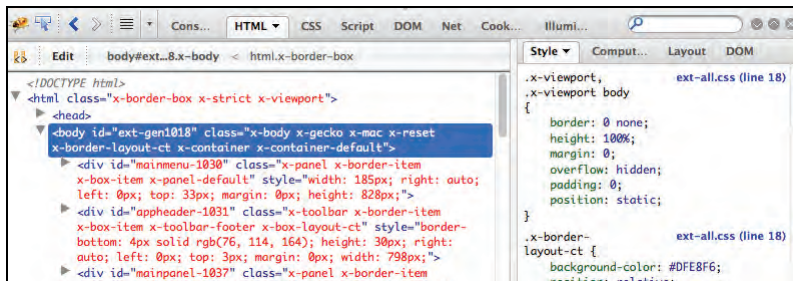 Cons... HTML CSS Script DOM Net Cook... Illumi...
Edit body#ext...8.x-body < html.x-border-box
<!DOCTYPE html>
<html class="x-border-box x-strict x-viewport">
<head>
<body id="ext-gen1018" class="x-body x-gecko x-mac x-reset
x-border-layout-ct x-container x-container-default">
<div id="mainmenu-1030" class="x-panel x-border-item
x-box-item x-panel-default" style="width: 185px; right: auto;
left: 0px; top: 33px; margin: 0px; height: 828px;">
<div id="appheader-1031" class="x-toolbar x-border-item
x-box-item x-toolbar-footer x-box-layout-ct" style="border-
bottom: 4px solid rgb(76, 114, 164); height: 30px; right:
auto; left: 0px; top: 3px; margin: 0px; width: 798px;">
<div id="mainpanel-1037" class="x-panel x-border-item
Style Comput... Layout DOM
.x-viewport, ext-all.css (line 18)
.x-viewport body
{
border: 0 none;
height: 100%;
margin: 0;
overflow: hidden;
padding: 0;
position: static;
}
.x-border- ext-all.css (line 18)
layout-ct {
background-color: #DFE8F6;